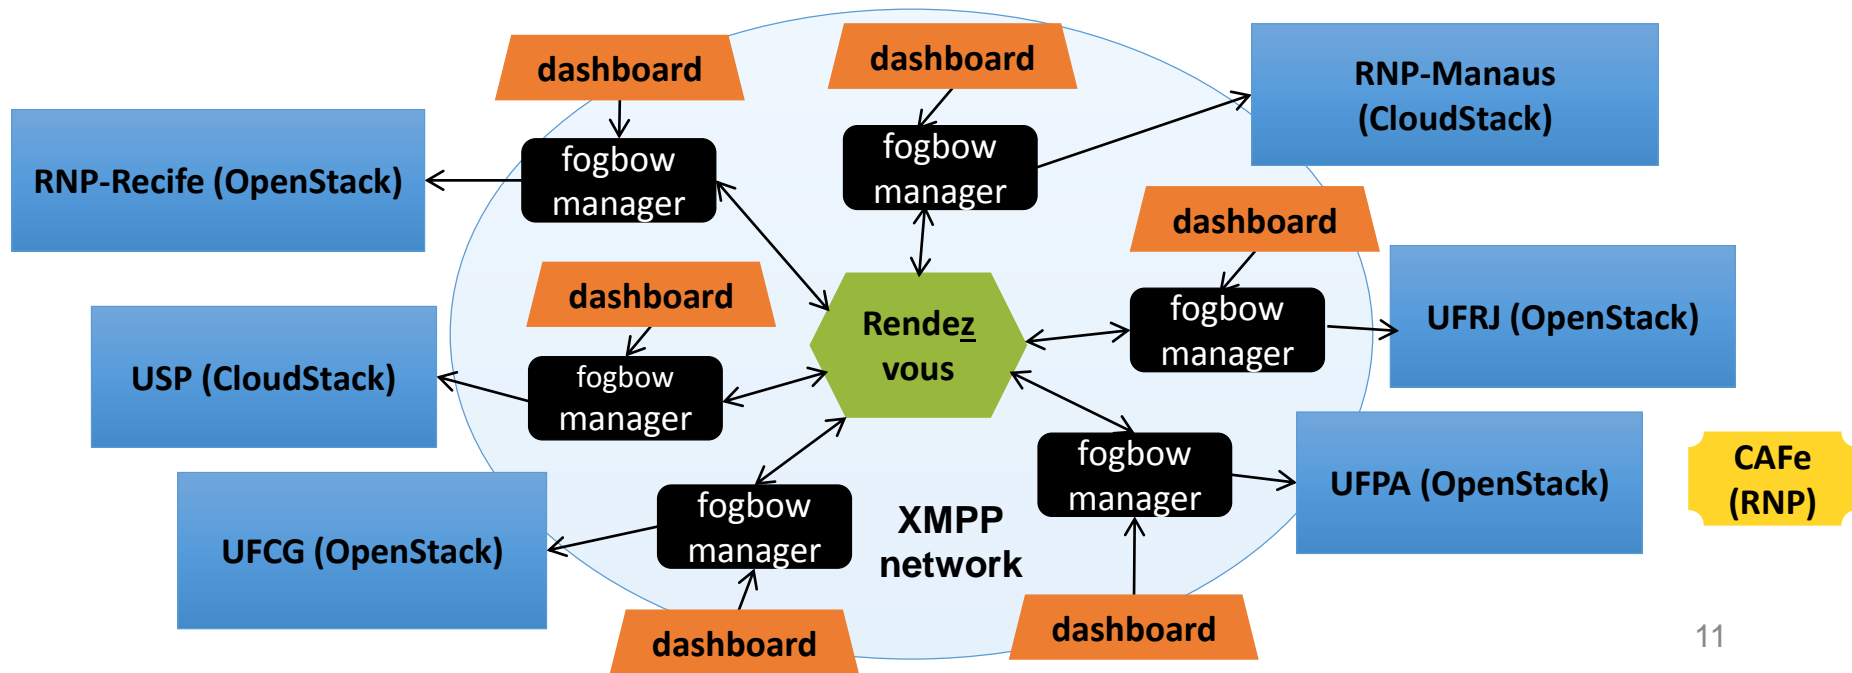 dashboard
dashboard
RNP-Manaus
(CloudStack)
fogbow
manager
fogbow
manager
RNP-Recife (OpenStack)
dashboard
dashboard
Rendez
vous
fogbow
manager
UFRJ (OpenStack)
USP (CloudStack)
fogbow
manager
fogbow
manager
UFPA (OpenStack)
CAFe
(RNP)
fogbow
manager
XMPP
network
UFCG (OpenStack)
dashboard
dashboard
11